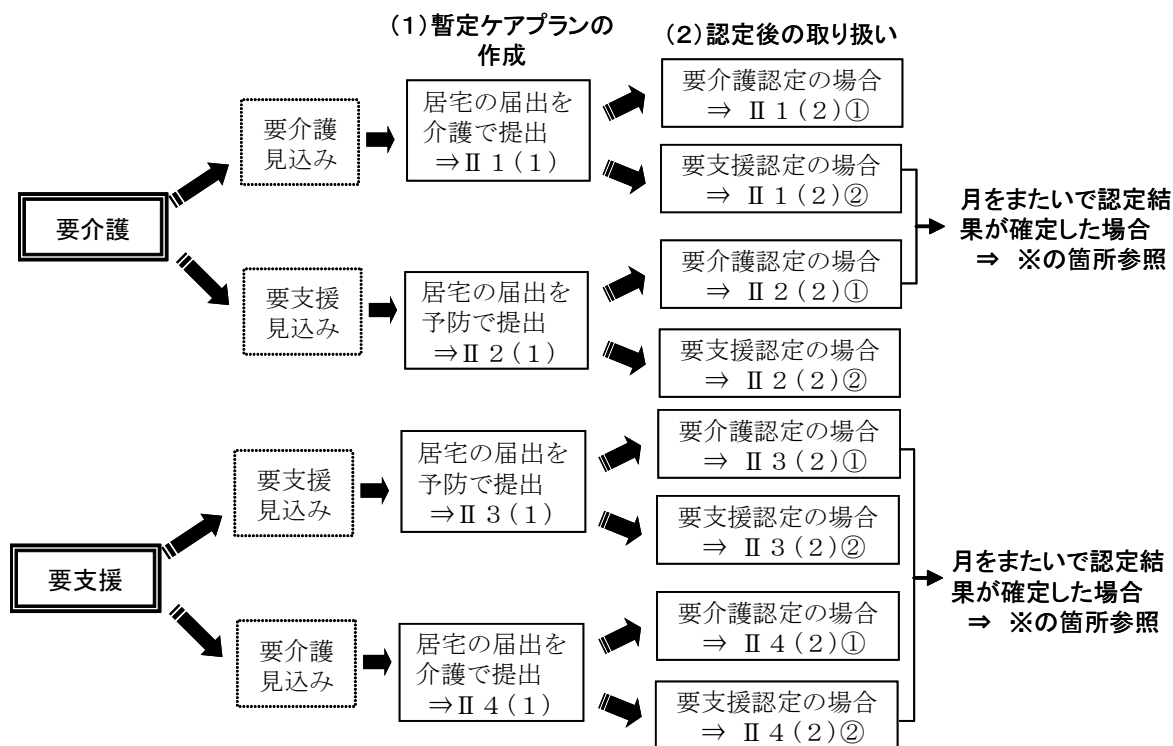 (1)暫定ケアプランの
作成
(2)認定後の取り扱い
要介護
要介護
見込み
居宅の届出を
介護で提出
⇒Ⅱ1(1)
要介護認定の場合
⇒ Ⅱ1(2)①
要支援認定の場合
⇒ Ⅱ1(2)②
要支援
見込み
居宅の届出を
予防で提出
⇒Ⅱ2(1)
要介護認定の場合
⇒ Ⅱ2(2)①
要支援認定の場合
⇒ Ⅱ2(2)②
月をまたいで認定結
果が確定した場合
⇒ ※の箇所参照
要支援
要支援
見込み
居宅の届出を
予防で提出
⇒Ⅱ3(1)
要介護認定の場合
⇒ Ⅱ3(2)①
要支援認定の場合
⇒ Ⅱ3(2)②
要介護
見込み
居宅の届出を
介護で提出
⇒Ⅱ4(1)
要介護認定の場合
⇒ Ⅱ4(2)①
要支援認定の場合
⇒ Ⅱ4(2)②
月をまたいで認定結
果が確定した場合
⇒ ※の箇所参照